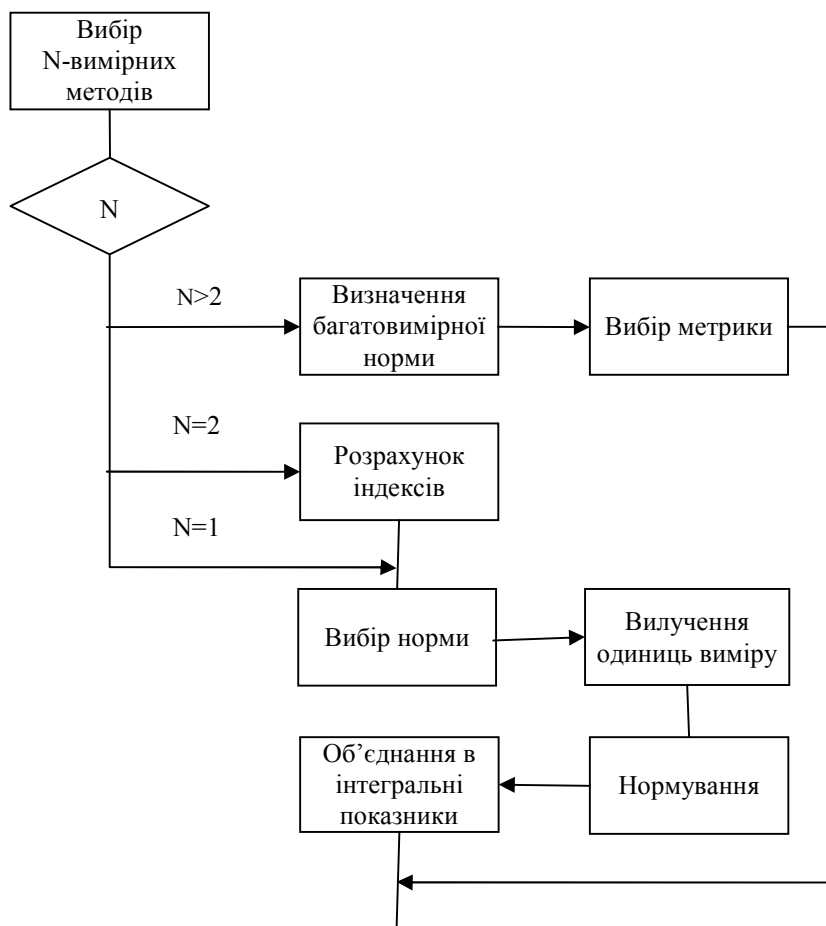 Вибір
N-вимірних
методів
N
N>2
Визначення
багатовимірної
норми
Вибір метрики
N=2
Розрахунок
індексів
N=1
Вибір норми
Вилучення
одиниць виміру
Об’єднання в
інтегральні
показники
Нормування